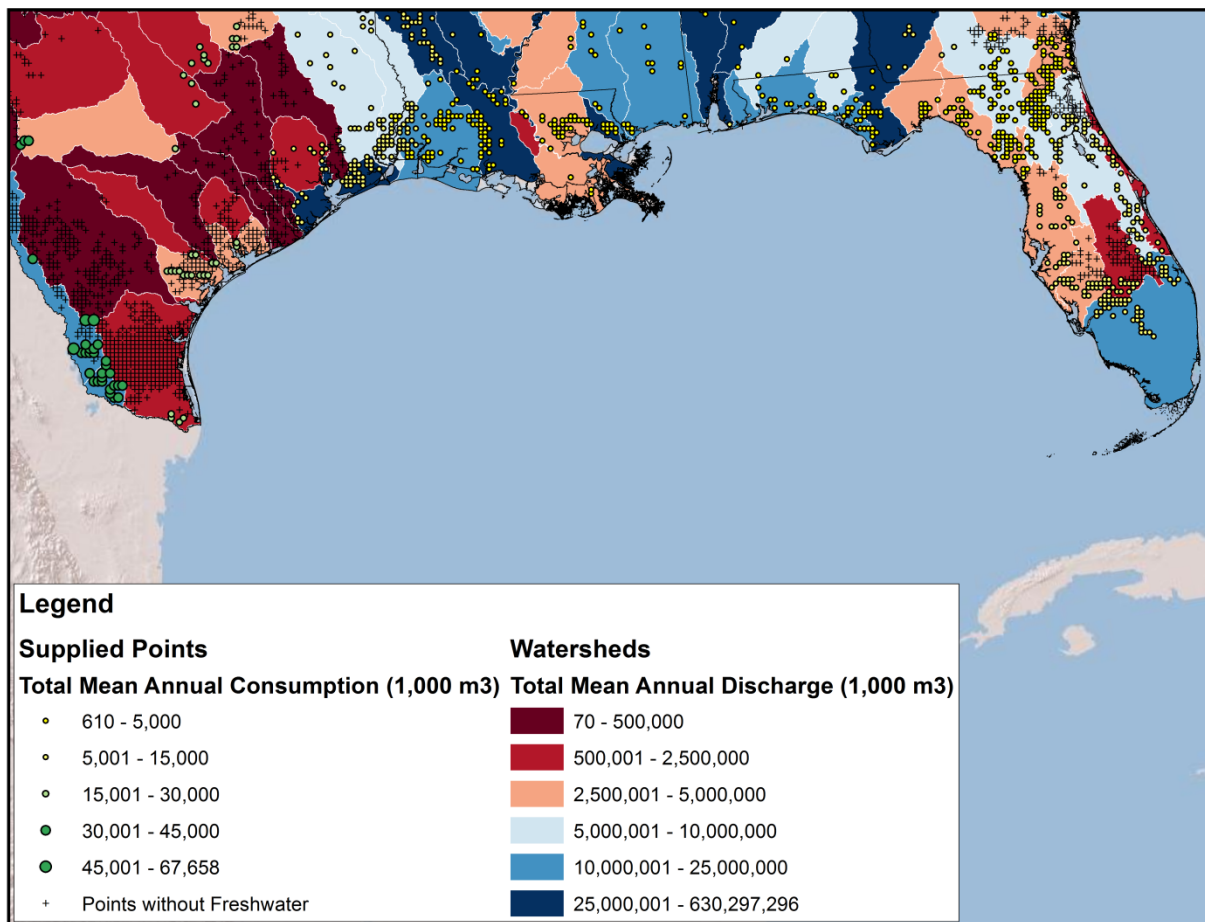 Legend
Supplied Points
Total Mean Annual Consumption (1,000 m3)
610 - 5,000
5,001 - 15,000
15,001 - 30,000
30,001 - 45,000
45,001 - 67,658
Points without Freshwater
Watersheds
Total Mean Annual Discharge (1,000 m3)
70 - 500,000
500,001 - 2,500,000
2,500,001 - 5,000,000
5,000,001 - 10,000,000
10,000,001 - 25,000,000
25,000,001 - 630,297,296